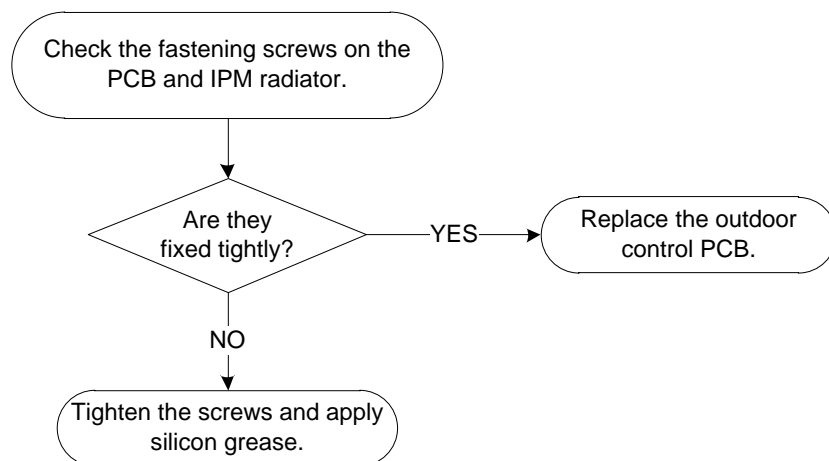 Check the fastening screws on the
PCB and IPM radiator.
Are they
fixed tightly?
YES
Replace the outdoor
control PCB.
NO
Tighten the screws and apply
silicon grease.